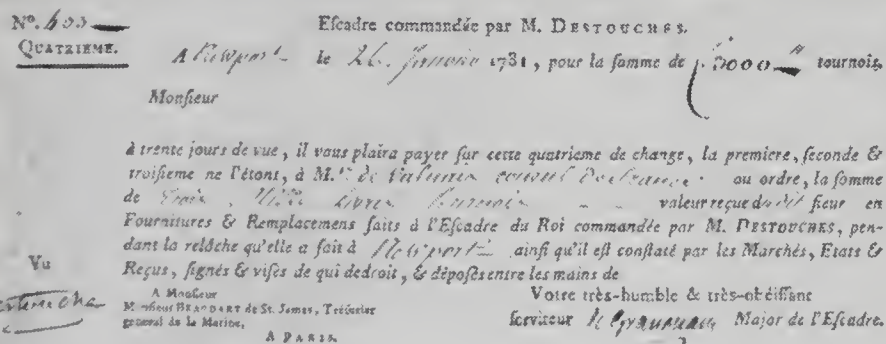 Nº. 
QUATRIEME.
Eſcadre commandée par M. DESTOUCHES.
A Newport le 26. Janvier 1781, pour la ſomme de 3000 tournois,
Monſieur
à trente jours de vue, il vous plaira payer ſur cette quatrieme de change, la premiere, ſeconde &
troiſieme ne l'étant, à M. de Valnais conſul de france ou ordre, la ſomme
de Trois Mille livres tournois valeur reçue dudit ſieur en
Fournitures & Remplacemens faits à l'Eſcadre du Roi commandée par M. DESTOUCHES, pen-
dant la relâche qu'elle a fait à Newport ainſi qu'il eſt conſtaté par les Marchés, Etats &
Reçus, ſignés & viſés de qui dedroit, & dépoſés entre les mains de
Vu
Destouches
A Monſieur
Monſieur BEAUDART de St. James, Tréſorier
general de la Marine,
A PARIS.
Votre très-humble & très-obéiſſant
ſerviteur Major de l'Eſcadre.